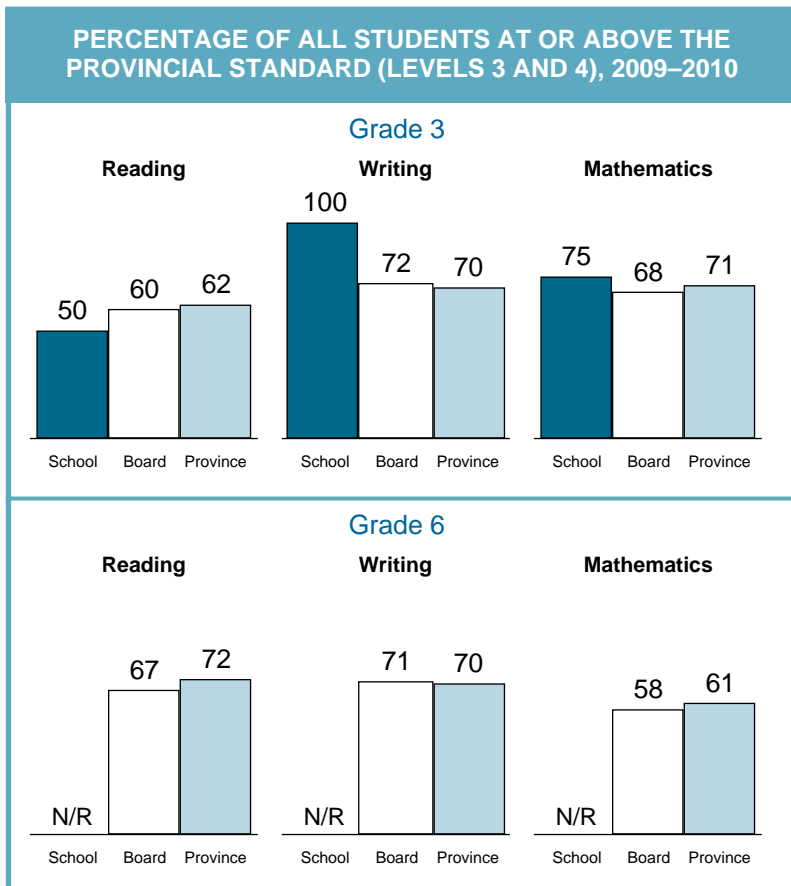 PERCENTAGE OF ALL STUDENTS AT OR ABOVE THE
PROVINCIAL STANDARD (LEVELS 3 AND 4), 2009–2010
Grade 3
Reading Writing Mathematics
50 60 62 100 72 70 75 68 71
School Board Province School Board Province School Board Province
Grade 6
Reading Writing Mathematics
N/R 67 72 N/R 71 70 N/R 58 61
School Board Province School Board Province School Board Province